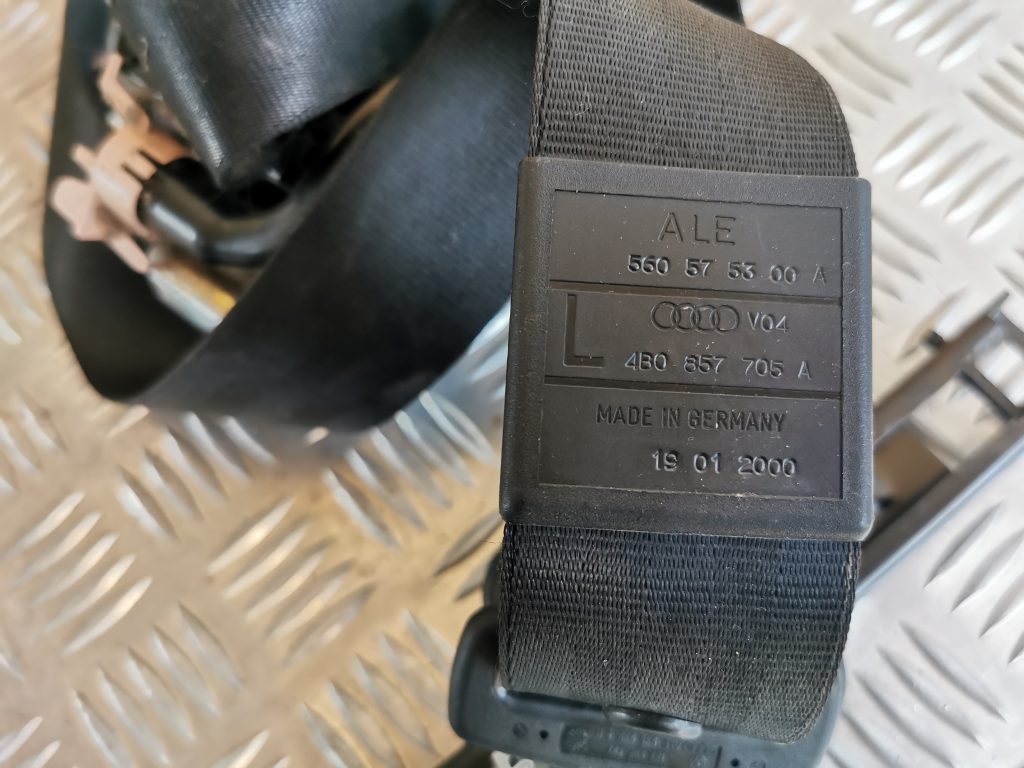 ALE
560 57 53 00 A
L V04
4B0 857 705 A
MADE IN GERMANY
19 01 2000